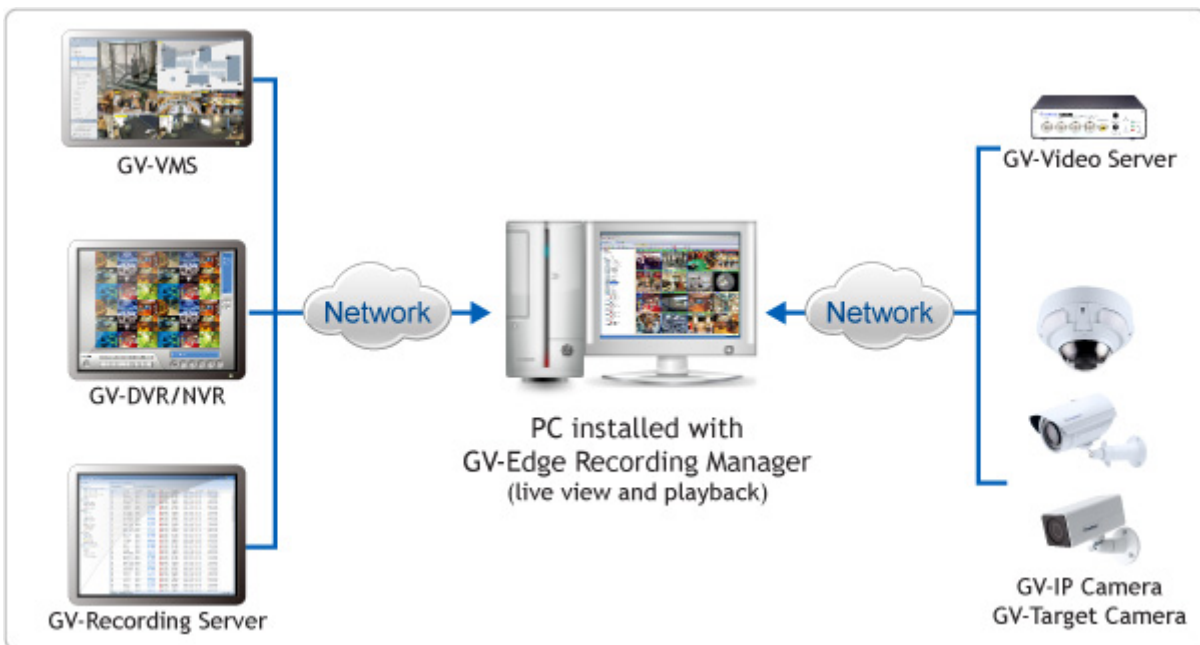 GV-VMS
GV-DVR/NVR
GV-Recording Server
Network
PC installed with
GV-Edge Recording Manager
(live view and playback)
Network
GV-Video Server
GV-IP Camera
GV-Target Camera